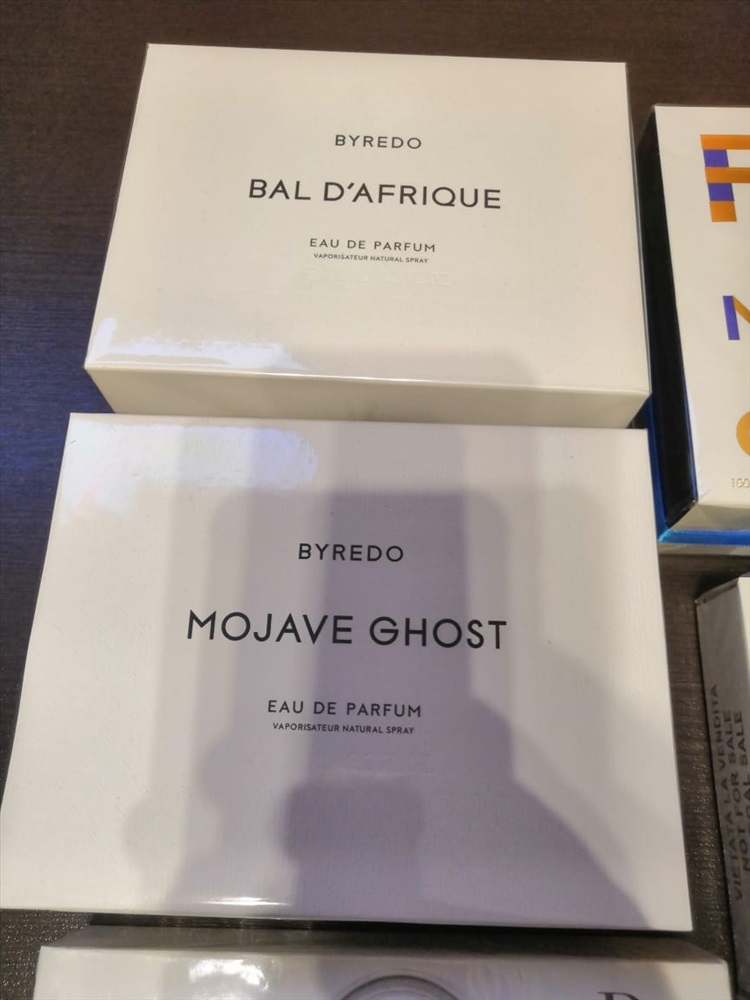 BYREDO
BAL D'AFRIQUE
EAU DE PARFUM
VAPORISATEUR NATURAL SPRAY
BYREDO
MOJAVE GHOST
EAU DE PARFUM
VAPORISATEUR NATURAL SPRAY
100
VIETATA LA VENDITA
NOT FOR SALE